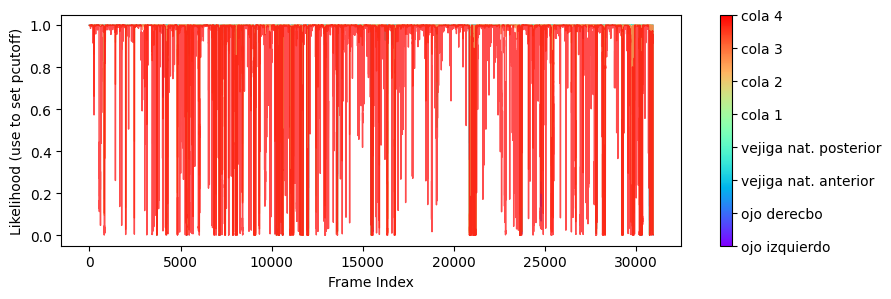 Likelihood (use to set pcutoff)
1.0
0.8
0.6
0.4
0.2
0.0
0
5000
10000
15000
20000
25000
30000
Frame Index
cola 4
cola 3
cola 2
cola 1
vejiga nat. posterior
vejiga nat. anterior
ojo derecbo
ojo izquierdo